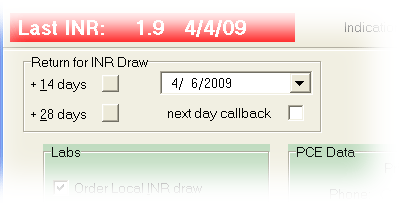 Last INR: 1.9 4/4/09
Return for INR Draw
+ 14 days 4/ 6/2009
+ 28 days next day callback
Labs PCE Data
Order Local INR draw
Phone